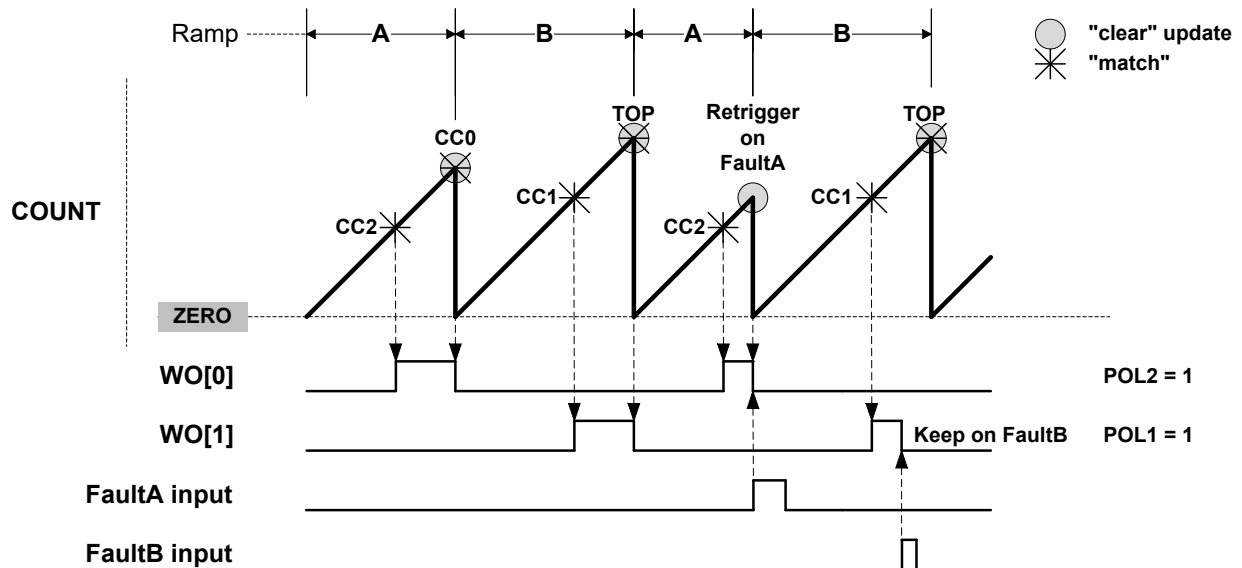 Ramp
A
B
A
B
"clear" update
"match"
COUNT
CC0
TOP
Retrigger
on
FaultA
TOP
CC2
CC1
CC2
CC1
ZERO
WO[0]
POL2 = 1
WO[1]
Keep on FaultB
POL1 = 1
FaultA input
FaultB input